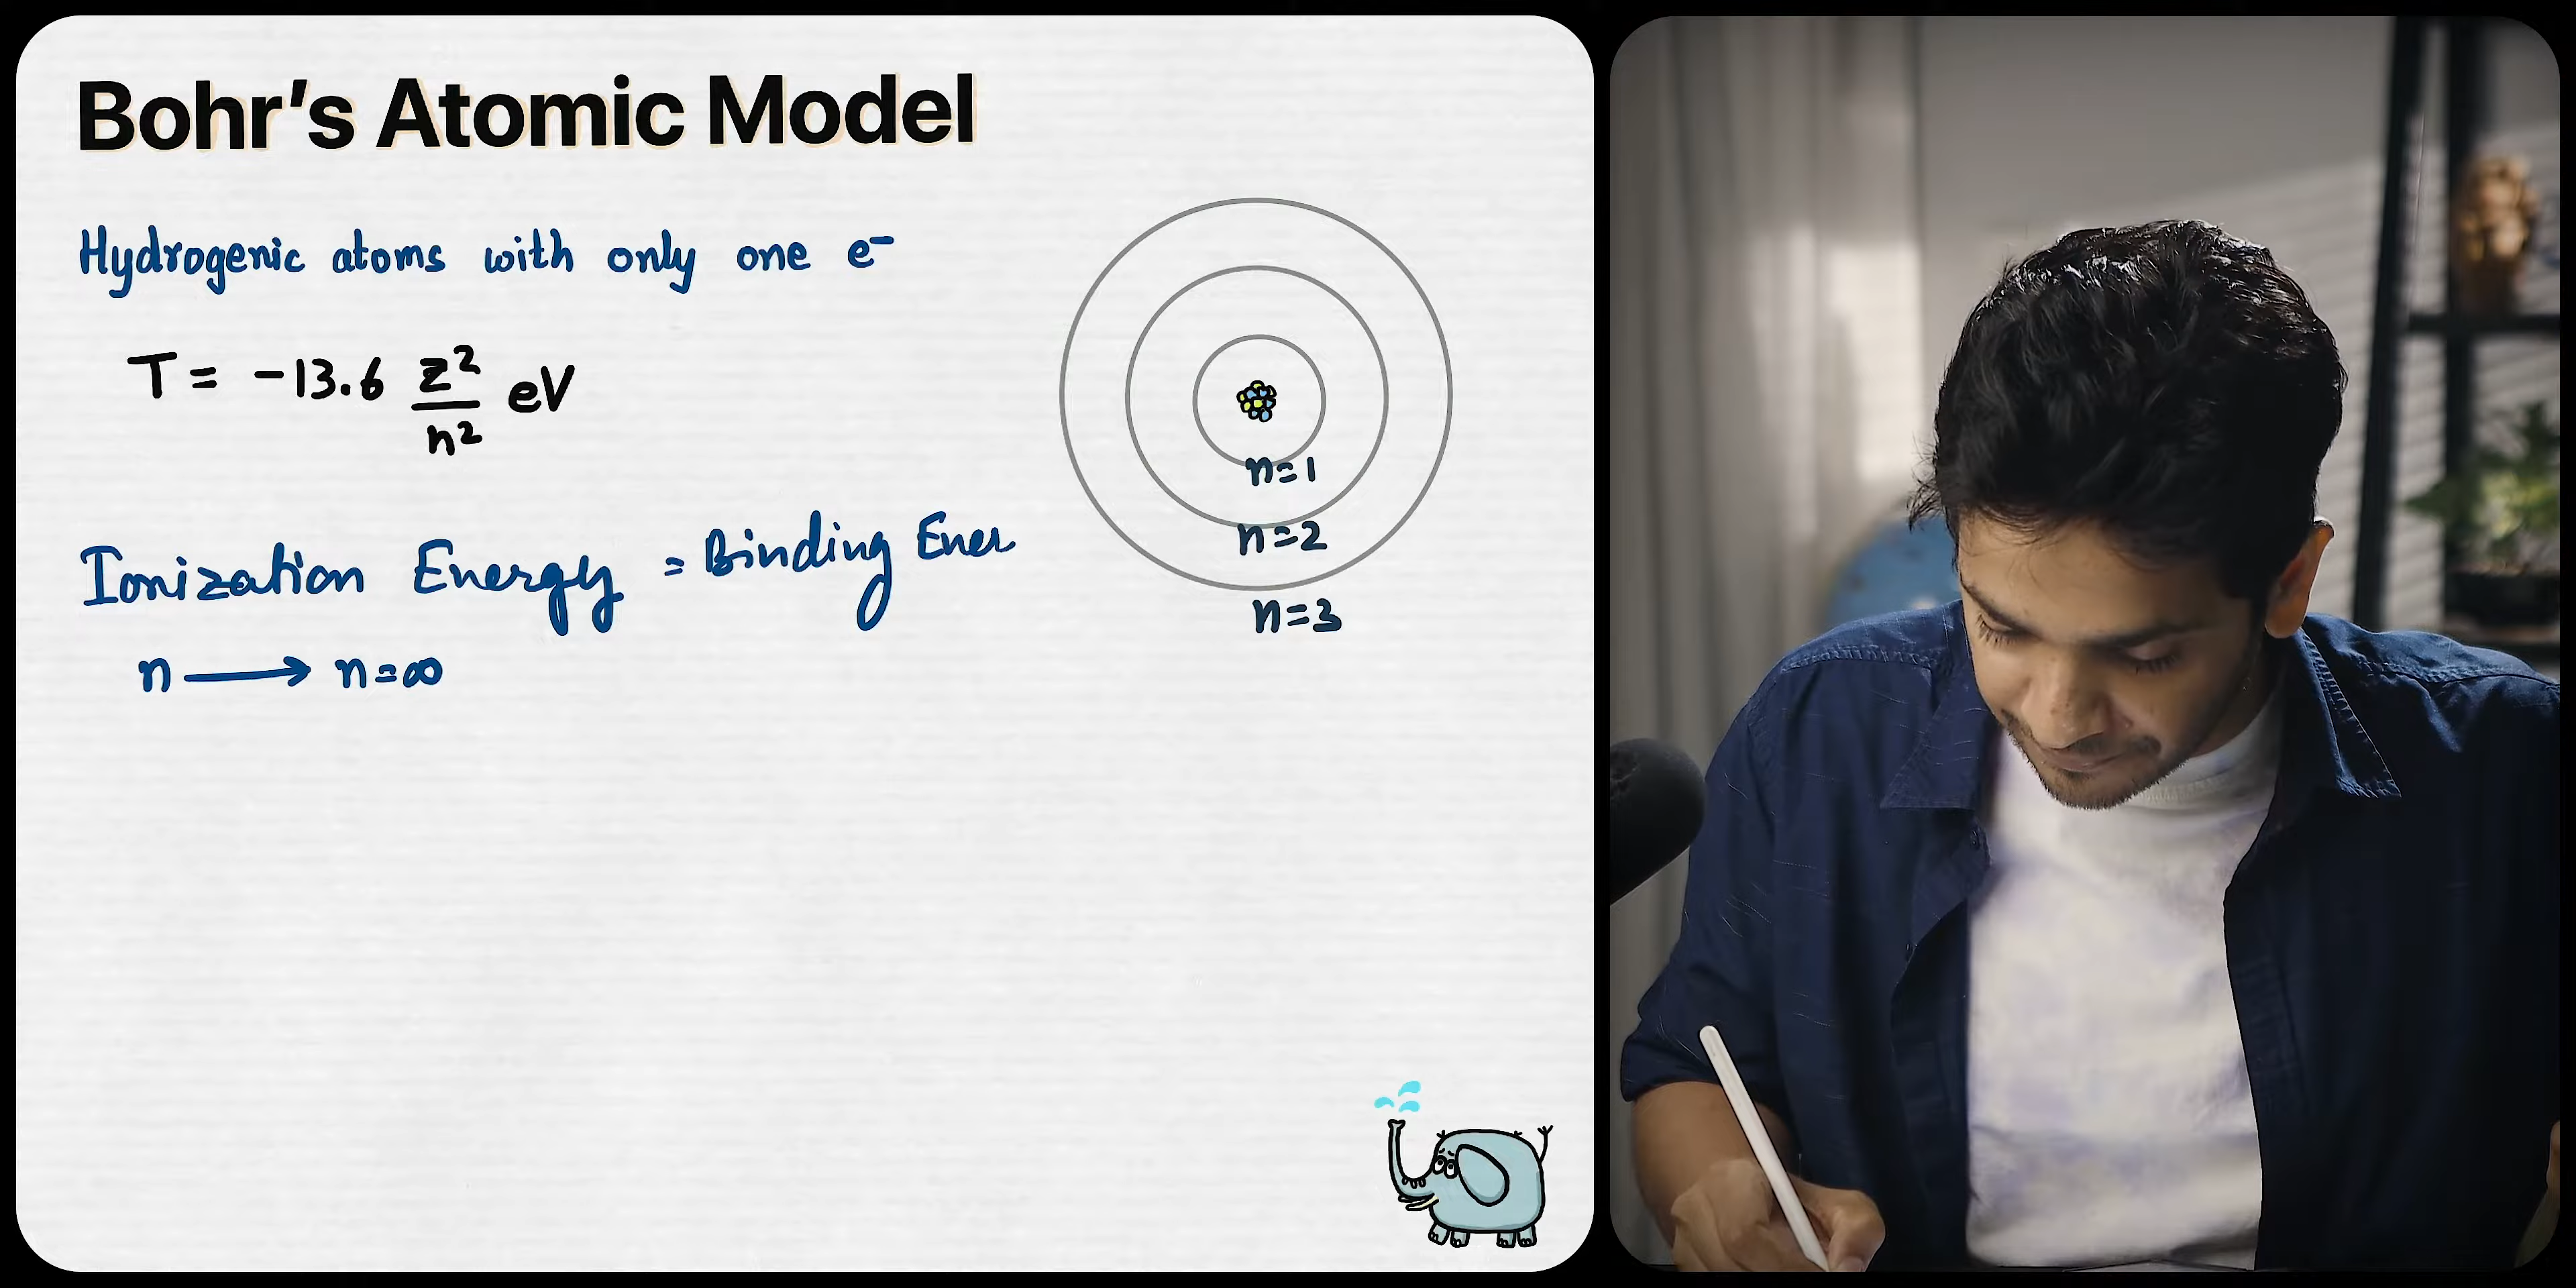 Bohr's Atomic Model
Hydrogenic atoms with only one e⁻
T = -13.6 z²/n² eV
n=1
n=2
Ionization Energy = Binding Ener
n=3
n ⟶ n=∞